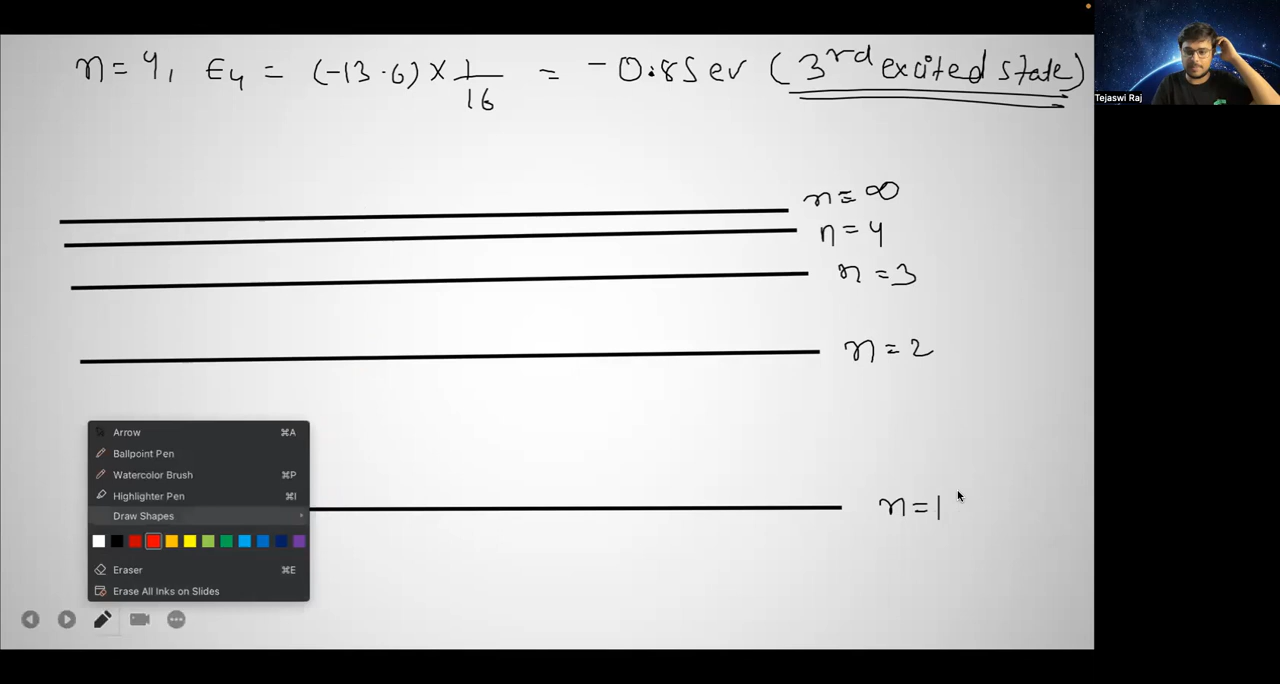 n = 4, E4 = (-13.6) × 1/16 = -0.85 ev (3rd excited state)
Tejaswi Raj
n = ∞
n = 4
n = 3
n = 2
Arrow ⌘A
Ballpoint Pen
Watercolor Brush ⌘P
Highlighter Pen ⌘I
Draw Shapes
n = 1
Eraser ⌘E
Erase All Inks on Slides